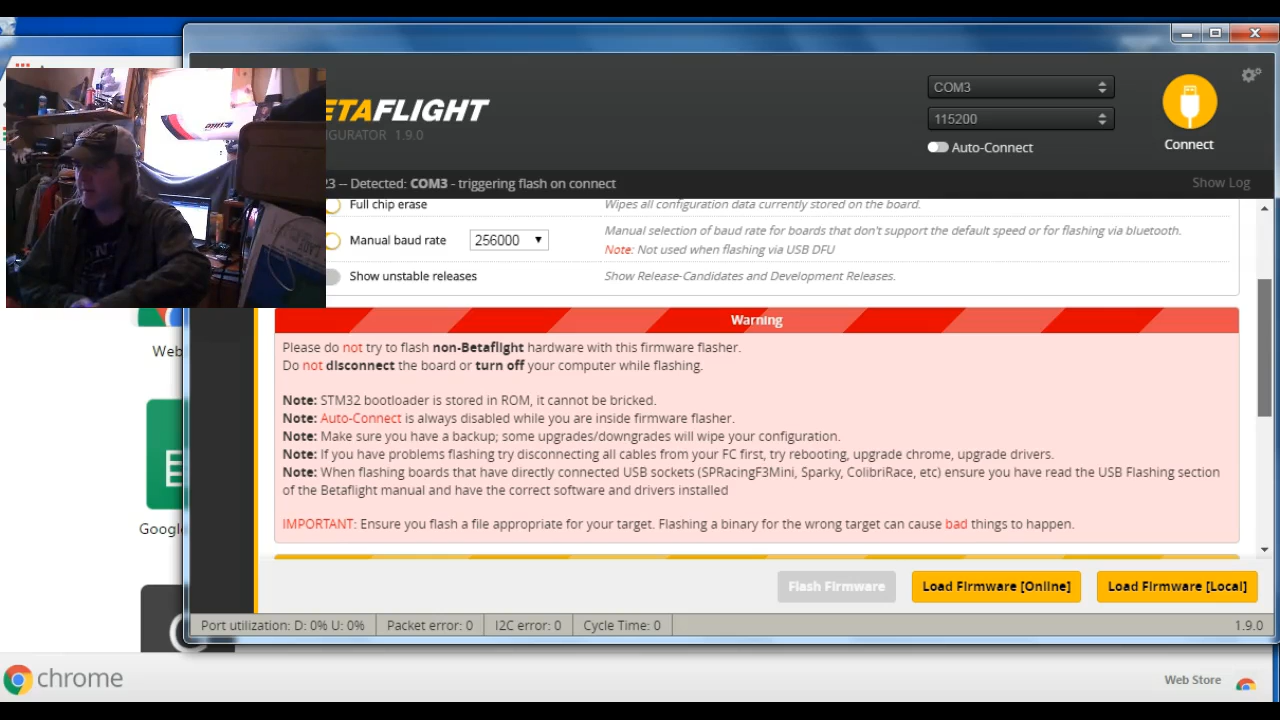 COM3
ETAFLIGHT
115200
IGURATOR 1.9.0
Auto-Connect
Connect
23 -- Detected: COM3 - triggering flash on connect
Show Log
Full chip erase
Wipes all configuration data currently stored on the board.
Manual baud rate
256000
Manual selection of baud rate for boards that don't support the default speed or for flashing via bluetooth.
Note: Not used when flashing via USB DFU
Show unstable releases
Show Release-Candidates and Development Releases.
Warning
Please do not try to flash non-Betaflight hardware with this firmware flasher.
Do not disconnect the board or turn off your computer while flashing.
Note: STM32 bootloader is stored in ROM, it cannot be bricked.
Note: Auto-Connect is always disabled while you are inside firmware flasher.
Note: Make sure you have a backup; some upgrades/downgrades will wipe your configuration.
Note: If you have problems flashing try disconnecting all cables from your FC first, try rebooting, upgrade chrome, upgrade drivers.
Note: When flashing boards that have directly connected USB sockets (SPRacingF3Mini, Sparky, ColibriRace, etc) ensure you have read the USB Flashing section
of the Betaflight manual and have the correct software and drivers installed
IMPORTANT: Ensure you flash a file appropriate for your target. Flashing a binary for the wrong target can cause bad things to happen.
Web
Google
Flash Firmware
Load Firmware [Online]
Load Firmware [Local]
Port utilization: D: 0% U: 0%
Packet error: 0
I2C error: 0
Cycle Time: 0
1.9.0
chrome
Web Store